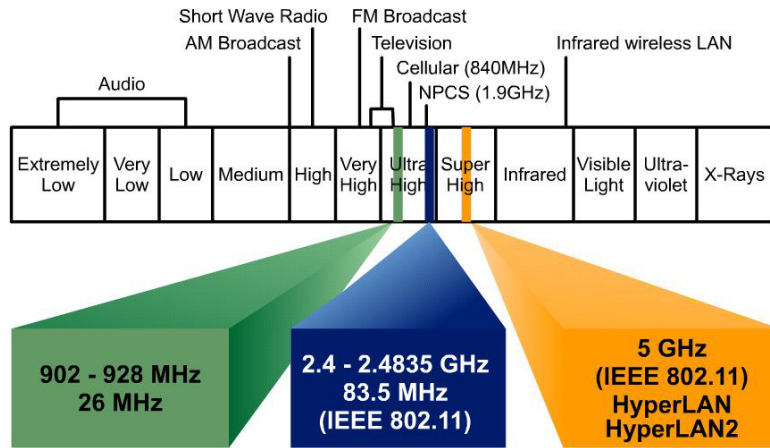 Short Wave Radio
FM Broadcast
AM Broadcast
Television
Infrared wireless LAN
Cellular (840MHz)
Audio
NPCS (1.9GHz)
Extremely
Low
Very
Low
Low
Medium
High
Very
High
Ultra
High
Super
High
Infrared
Visible
Light
Ultra-
violet
X-Rays
902 - 928 MHz
26 MHz
2.4 - 2.4835 GHz
83.5 MHz
(IEEE 802.11)
5 GHz
(IEEE 802.11)
HyperLAN
HyperLAN2